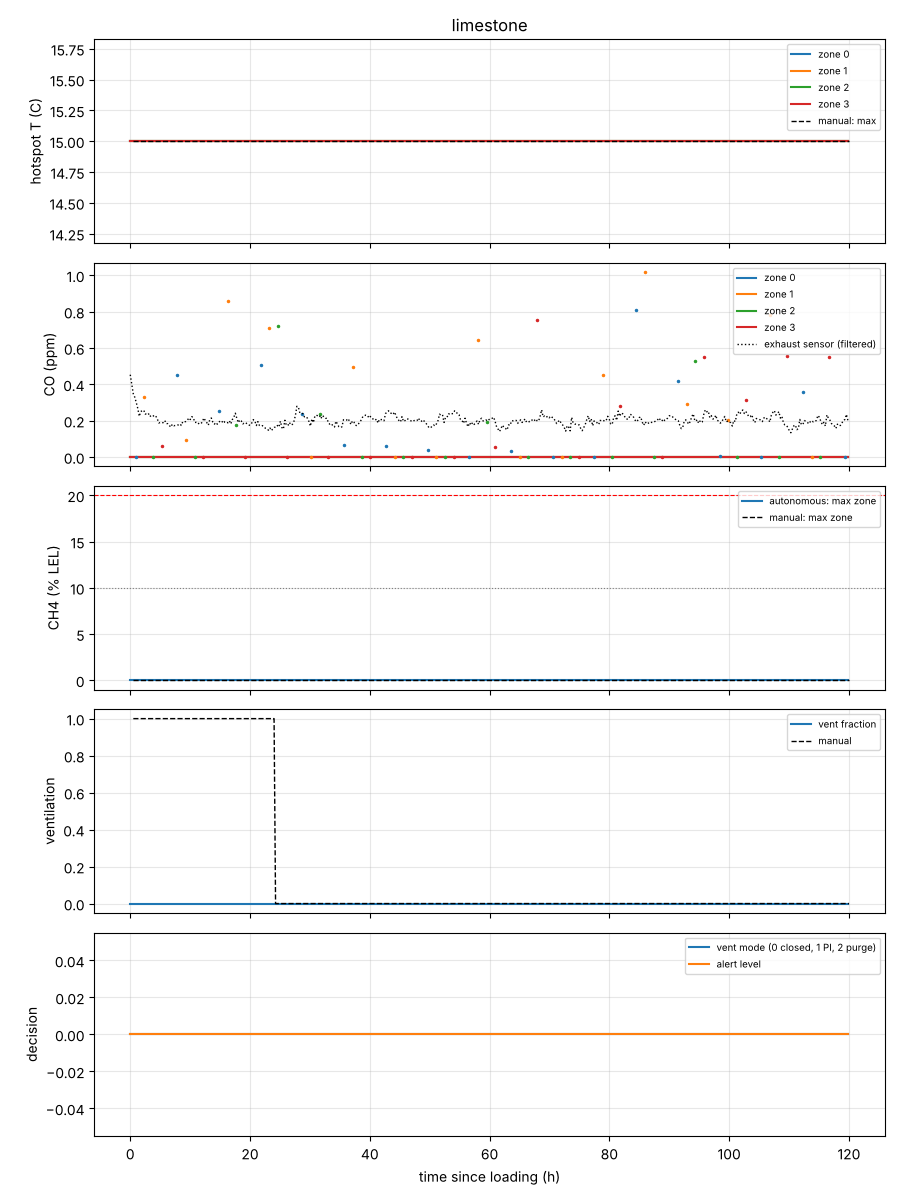 limestone
hotspot T (C)
15.75
15.50
15.25
15.00
14.75
14.50
14.25
zone 0
zone 1
zone 2
zone 3
manual: max
CO (ppm)
1.0
0.8
0.6
0.4
0.2
0.0
zone 0
zone 1
zone 2
zone 3
exhaust sensor (filtered)
CH4 (% LEL)
20
15
10
5
0
autonomous: max zone
manual: max zone
ventilation
1.0
0.8
0.6
0.4
0.2
0.0
vent fraction
manual
decision
0.04
0.02
0.00
−0.02
−0.04
vent mode (0 closed, 1 PI, 2 purge)
alert level
0 20 40 60 80 100 120
time since loading (h)